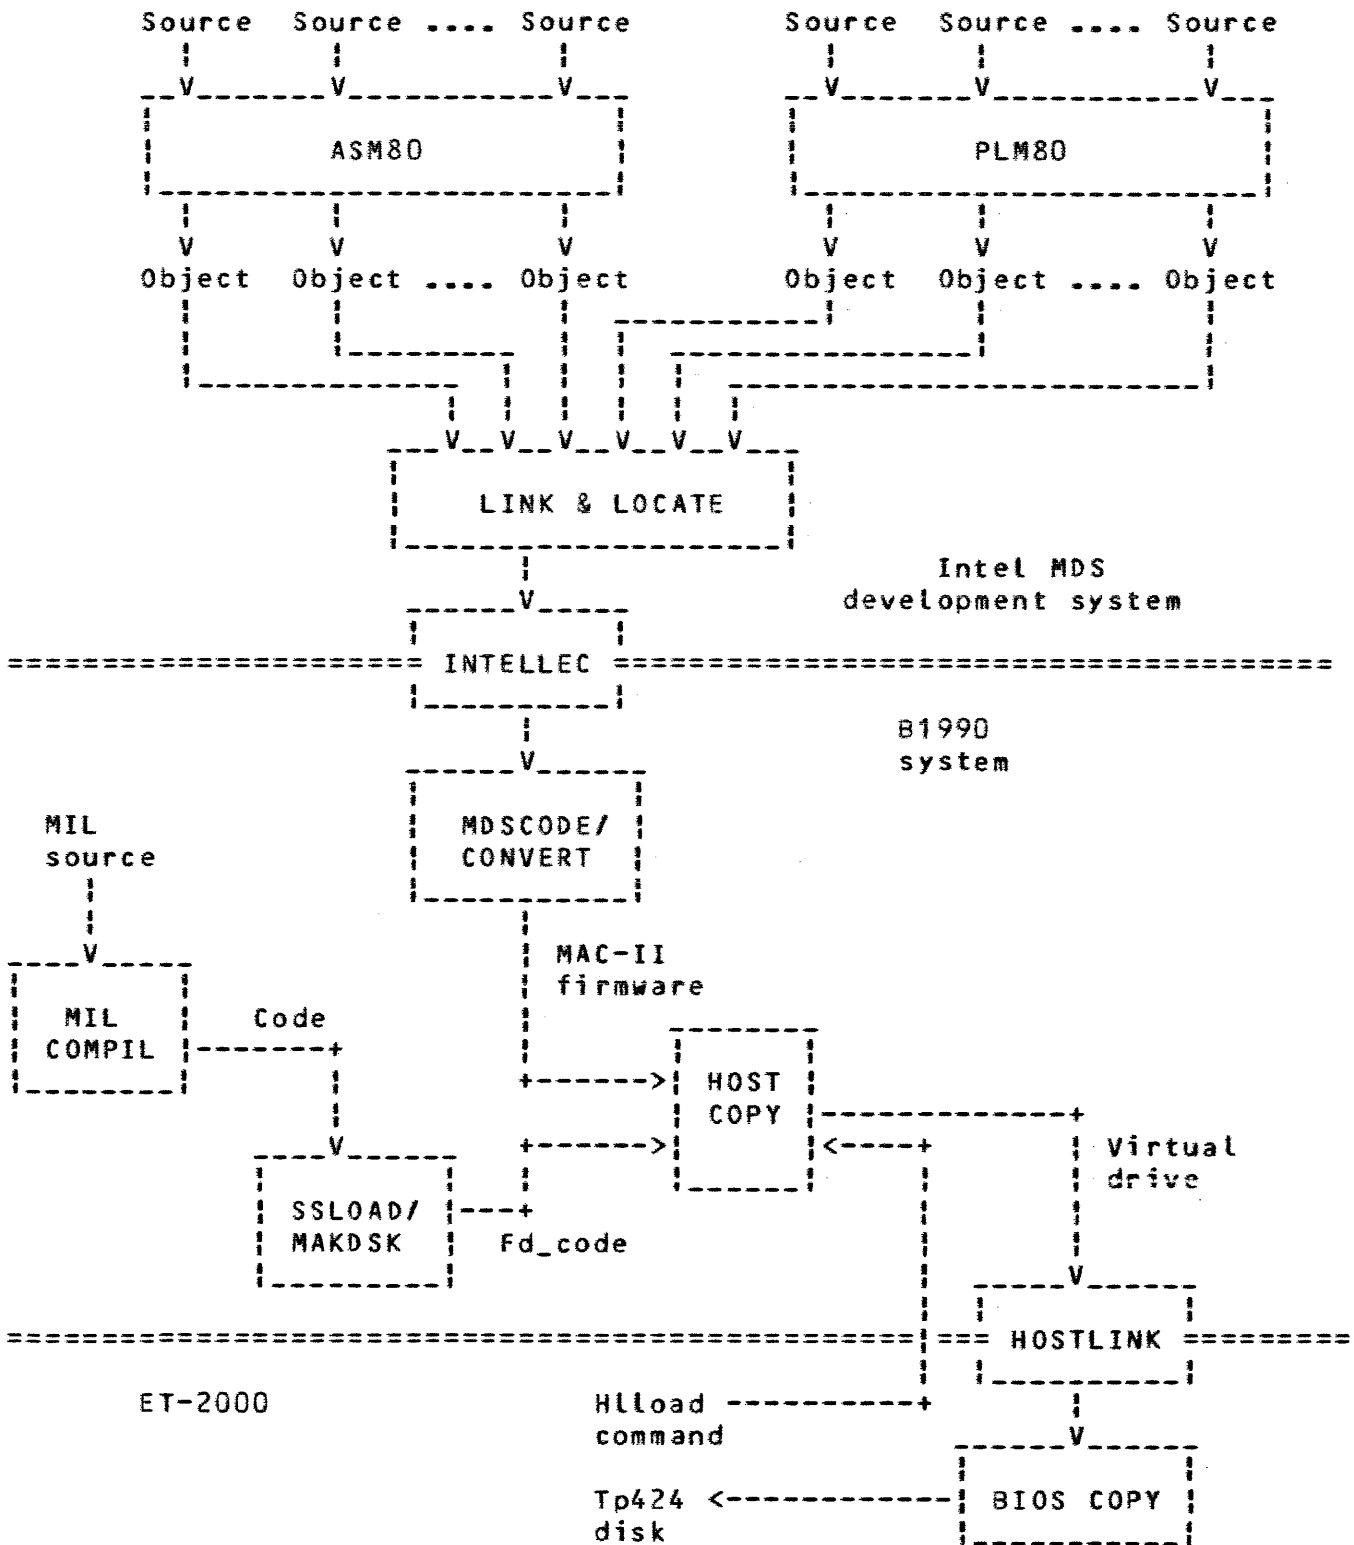 Source Source .... Source Source Source .... Source
ASM80 PLM80
Object Object .... Object Object Object .... Object
LINK & LOCATE
Intel MDS
development system
INTELLEC
B1990
system
MIL
source
MDSCODE/
CONVERT
MAC-II
firmware
MIL
COMPIL
Code
HOST
COPY
Virtual
drive
SSLOAD/
MAKDSK
Fd_code
HOSTLINK
ET-2000
Hlload
command
BIOS COPY
Tp424
disk